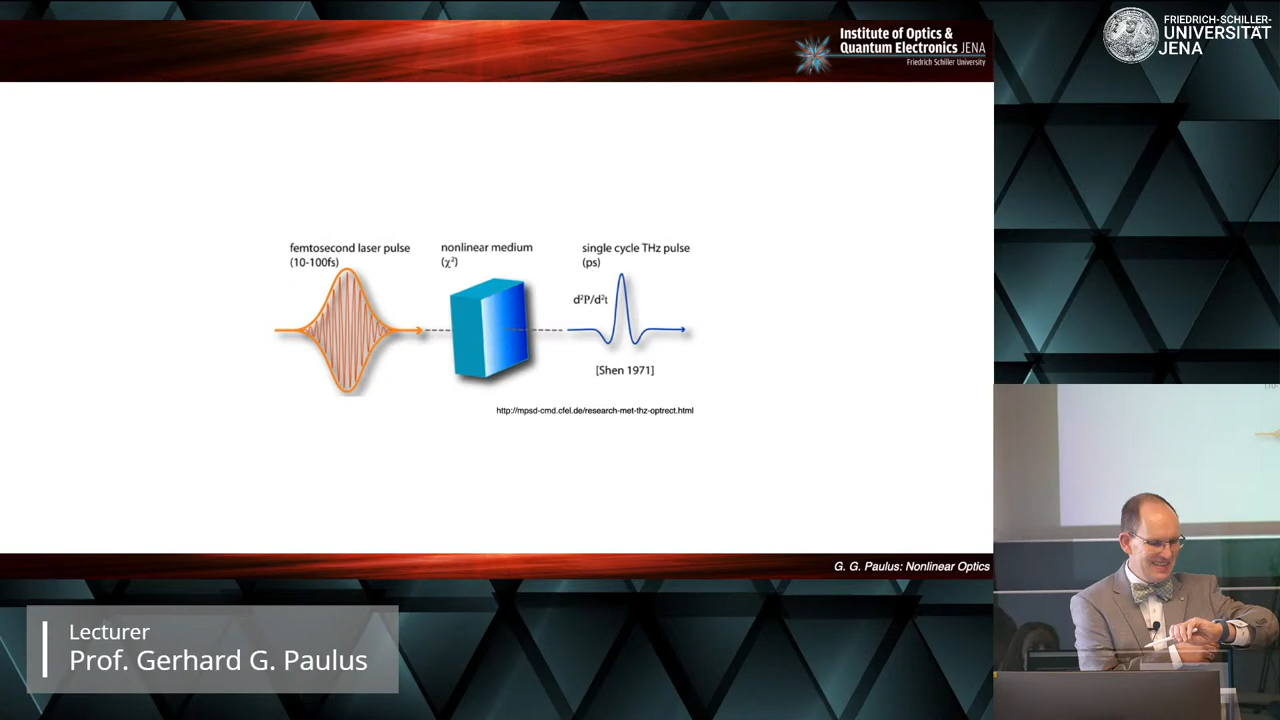 Institute of Optics &
Quantum Electronics JENA
Friedrich Schiller University
FRIEDRICH-SCHILLER-
UNIVERSITÄT
JENA
femtosecond laser pulse
(10-100fs)
nonlinear medium
(χ²)
single cycle THz pulse
(ps)
d²P/d²t
[Shen 1971]
http://mpsd-cmd.cfel.de/research-met-thz-optrect.html
G. G. Paulus: Nonlinear Optics
Lecturer
Prof. Gerhard G. Paulus